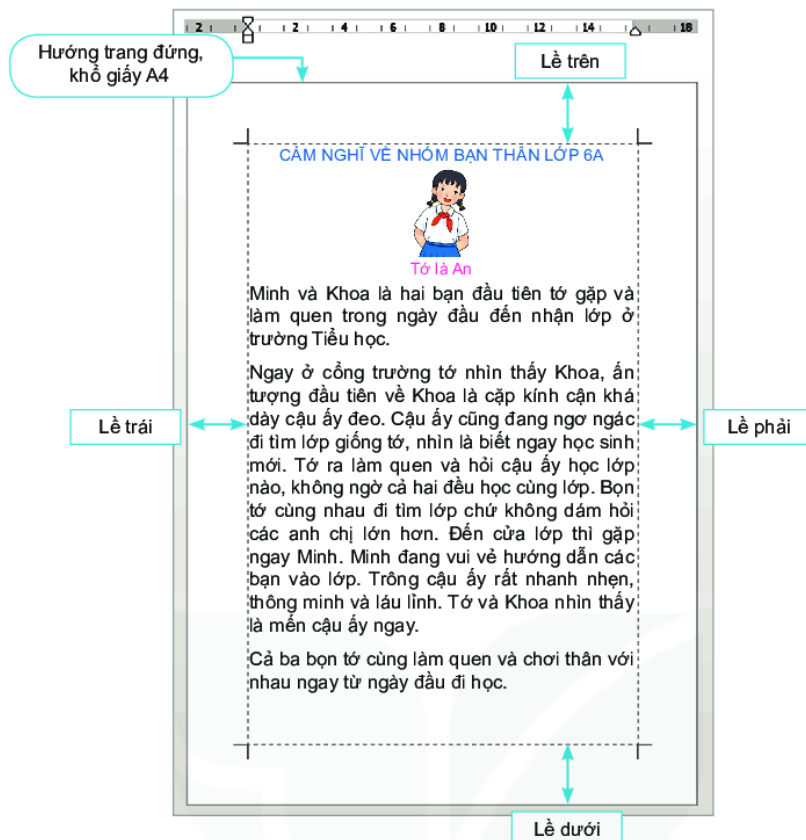 2 2 4 6 8 10 12 14 18
Hướng trang đứng,
khổ giấy A4
Lề trên
CẢM NGHĨ VỀ NHÓM BẠN THÂN LỚP 6A
Tớ là An
Minh và Khoa là hai bạn đầu tiên tớ gặp và
làm quen trong ngày đầu đến nhận lớp ở
trường Tiểu học.
Ngay ở cổng trường tớ nhìn thấy Khoa, ấn
tượng đầu tiên về Khoa là cặp kính cận khá
dày cậu ấy đeo. Cậu ấy cũng đang ngơ ngác
đi tìm lớp giống tớ, nhìn là biết ngay học sinh
mới. Tớ ra làm quen và hỏi cậu ấy học lớp
nào, không ngờ cả hai đều học cùng lớp. Bọn
tớ cùng nhau đi tìm lớp chứ không dám hỏi
các anh chị lớn hơn. Đến cửa lớp thì gặp
ngay Minh. Minh đang vui vẻ hướng dẫn các
bạn vào lớp. Trông cậu ấy rất nhanh nhẹn,
thông minh và láu lỉnh. Tớ và Khoa nhìn thấy
là mến cậu ấy ngay.
Cả ba bọn tớ cùng làm quen và chơi thân với
nhau ngay từ ngày đầu đi học.
Lề trái
Lề phải
Lề dưới